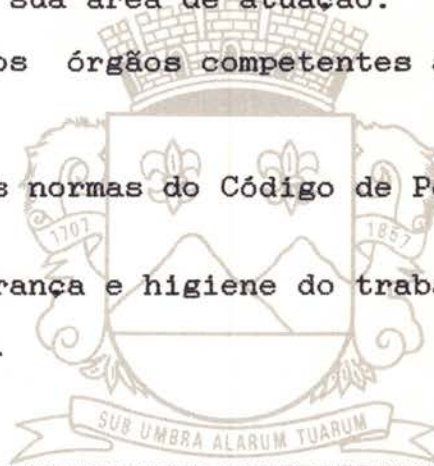 sua área de atuação.
os órgãos competentes a
s normas do Código de P
1707 1857
rança e higiene do traba
SUB UMBRA ALARUM TUARUM